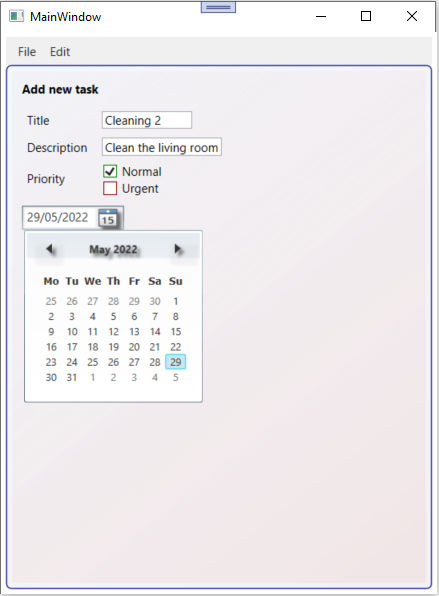 MainWindow
File Edit
Add new task
Title Cleaning 2
Description Clean the living room
Priority Normal
Urgent
29/05/2022 15
May 2022
Mo Tu We Th Fr Sa Su
25 26 27 28 29 30 1
2 3 4 5 6 7 8
9 10 11 12 13 14 15
16 17 18 19 20 21 22
23 24 25 26 27 28 29
30 31 1 2 3 4 5